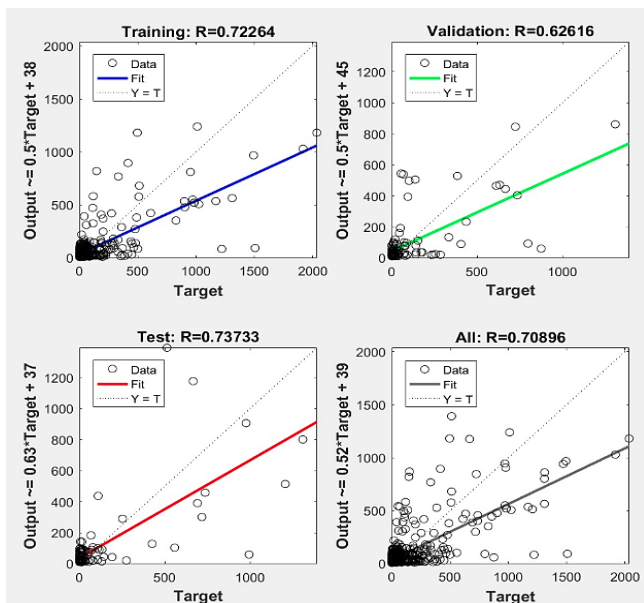 Training: R=0.72264
Output ~= 0.5*Target + 38
2000
1500
1000
500
0
Data
Fit
Y = T
0 500 1000 1500 2000
Target
Validation: R=0.62616
Output ~= 0.5*Target + 45
1200
1000
800
600
400
200
0
Data
Fit
Y = T
0 500 1000
Target
Test: R=0.73733
Output ~= 0.63*Target + 37
1200
1000
800
600
400
200
0
Data
Fit
Y = T
0 500 1000
Target
All: R=0.70896
Output ~= 0.52*Target + 39
2000
1500
1000
500
0
Data
Fit
Y = T
0 500 1000 1500 2000
Target